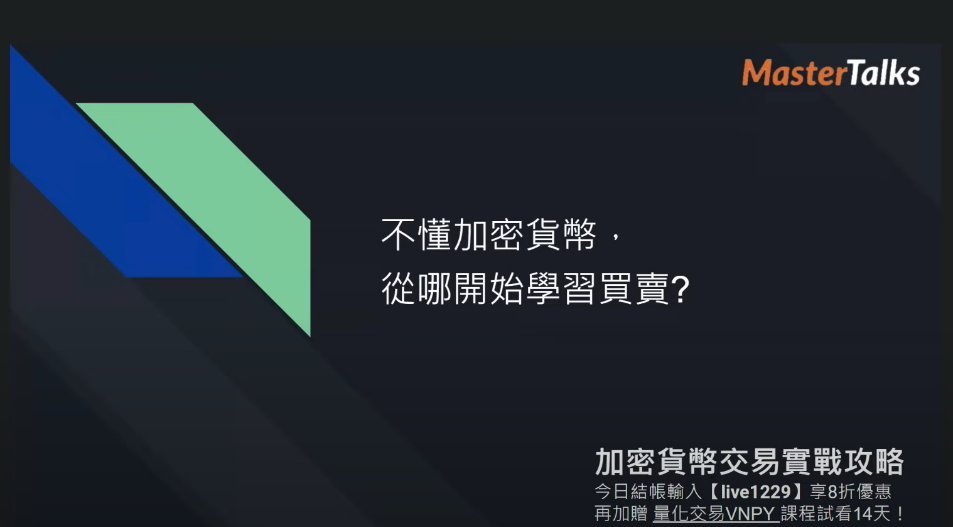 MasterTalks
不懂加密貨幣，
從哪開始學習買賣?
加密貨幣交易實戰攻略
今日結帳輸入【live1229】享8折優惠
再加贈 量化交易VNPY 課程試看14天！